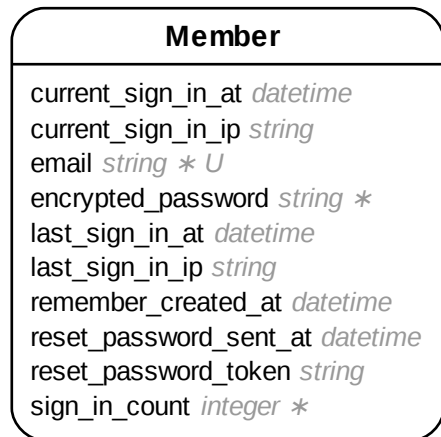 Member
current_sign_in_at datetime
current_sign_in_ip string
email string ∗ U
encrypted_password string ∗
last_sign_in_at datetime
last_sign_in_ip string
remember_created_at datetime
reset_password_sent_at datetime
reset_password_token string
sign_in_count integer ∗